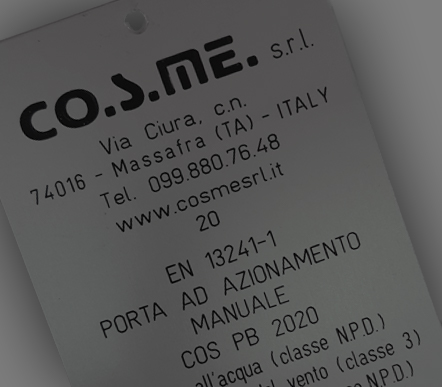 CO.S.ME. s.r.l.
Via Ciura, c.n.
74016 - Massafra (TA) - ITALY
Tel. 099.880.76.48
www.cosmesrl.it
20
EN 13241-1
PORTA AD AZIONAMENTO
MANUALE
COS PB 2020
all'acqua (classe N.P.D.)
vento (classe 3)
N.P.D.)